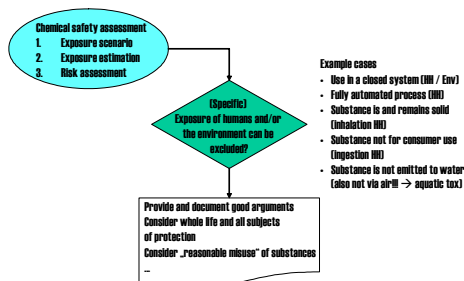 Chemical safety assessment
1. Exposure scenario
2. Exposure estimation
3. Risk assessment
(Specific)
Exposure of humans and/or
the environment can be
excluded?
Example cases
• Use in a closed system (HH / Env)
• Fully automated process (HH)
• Substance is and remains solid
(inhalation HH)
• Substance not for consumer use
(ingestion HH)
• Substance is not emitted to water
(also not via air!!! → aquatic tox)
Provide and document good arguments
Consider whole life and all subjects
of protection
Consider „reasonable misuse“ of substances
...